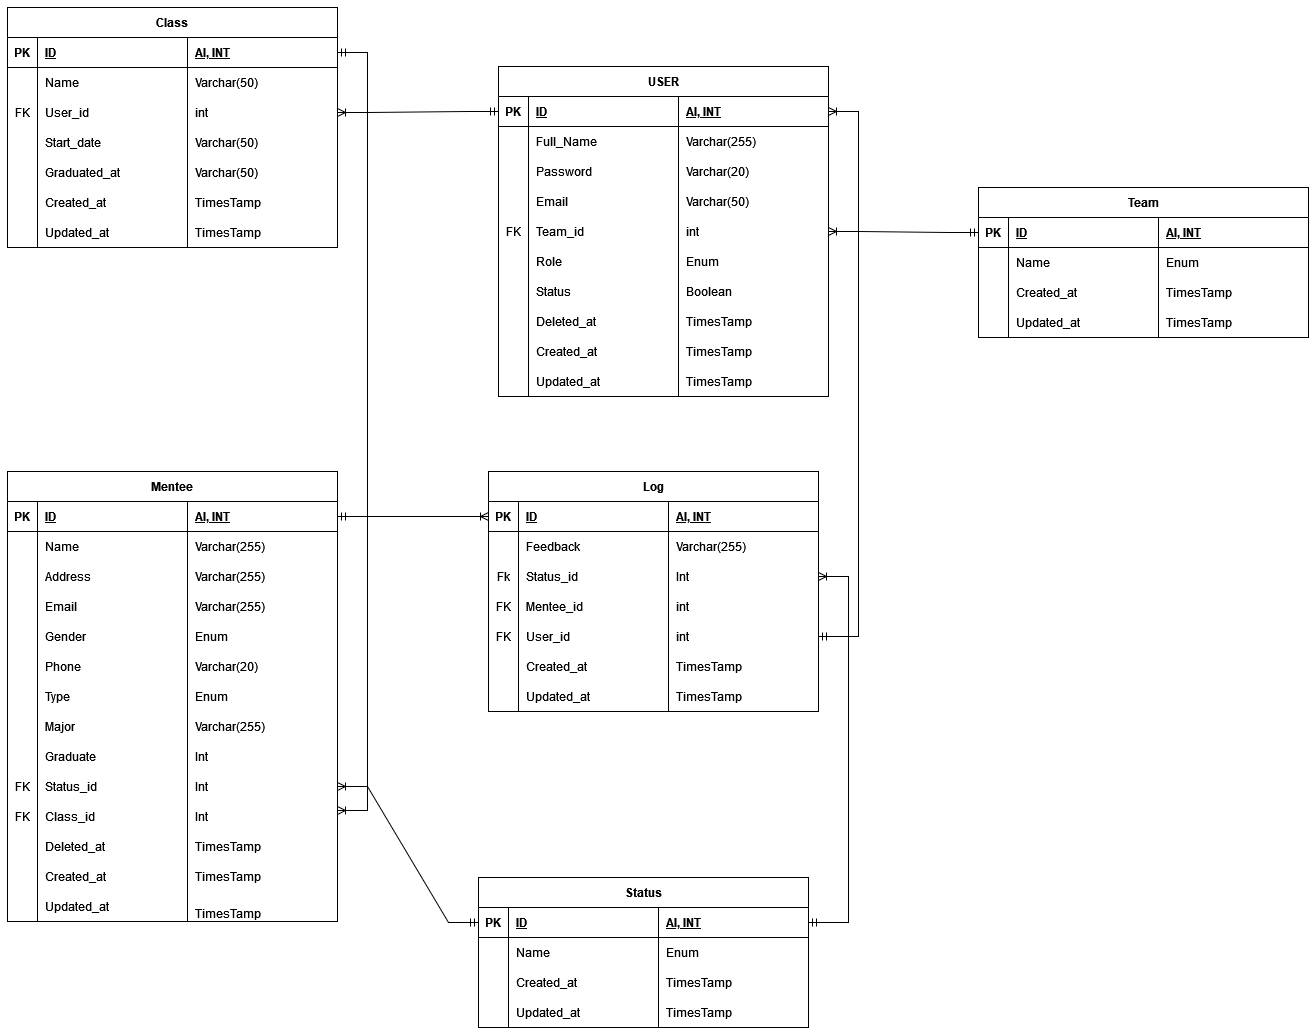 Class
PK ID AI, INT
Name Varchar(50)
FK User_id int
Start_date Varchar(50)
Graduated_at Varchar(50)
Created_at TimesTamp
Updated_at TimesTamp
USER
PK ID AI, INT
Full_Name Varchar(255)
Password Varchar(20)
Email Varchar(50)
FK Team_id int
Role Enum
Status Boolean
Deleted_at TimesTamp
Created_at TimesTamp
Updated_at TimesTamp
Team
PK ID AI, INT
Name Enum
Created_at TimesTamp
Updated_at TimesTamp
Mentee
PK ID AI, INT
Name Varchar(255)
Address Varchar(255)
Email Varchar(255)
Gender Enum
Phone Varchar(20)
Type Enum
Major Varchar(255)
Graduate Int
FK Status_id Int
FK Class_id Int
Deleted_at TimesTamp
Created_at TimesTamp
Updated_at TimesTamp
Log
PK ID AI, INT
Feedback Varchar(255)
Fk Status_id Int
FK Mentee_id int
FK User_id int
Created_at TimesTamp
Updated_at TimesTamp
Status
PK ID AI, INT
Name Enum
Created_at TimesTamp
Updated_at TimesTamp